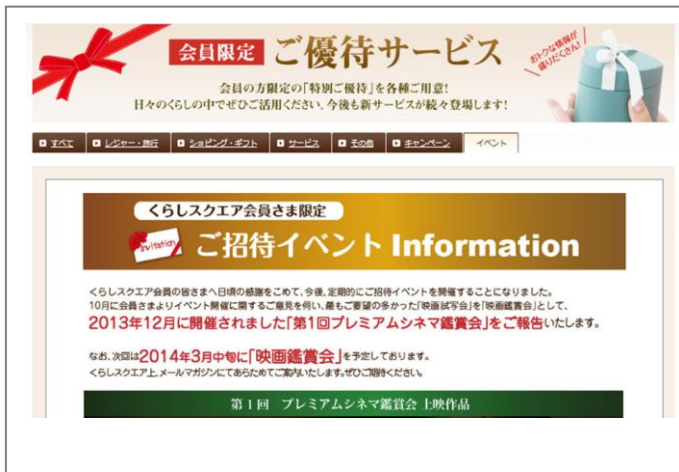 会員限定 ご優待サービス
おトクな情報が
盛りだくさん!
会員の方限定の「特別ご優待」を各種ご用意!
日々のくらしの中でぜひご活用ください。今後も新サービスが続々登場します!
すべて レジャー・旅行 ショピング・ギフト サービス その他 キャンペーン イベント
くらしスクエア会員さま限定
Invitation ご招待イベント Information
くらしスクエア会員の皆さまへ日頃の感謝をこめて、今後、定期的にご招待イベントを開催することになりました。
10月に会員さまよりイベント開催に関するご意見を伺い、最もご要望の多かった「映画試写会」を「映画鑑賞会」として、
2013年12月に開催されました「第1回プレミアムシネマ鑑賞会」をご報告いたします。
なお、次回は2014年3月中旬に「映画鑑賞会」を予定しております。
くらしスクエア上、メールマガジンにてあらためてご案内いたします。ぜひご期待ください。
第1回 プレミアムシネマ鑑賞会 上映作品